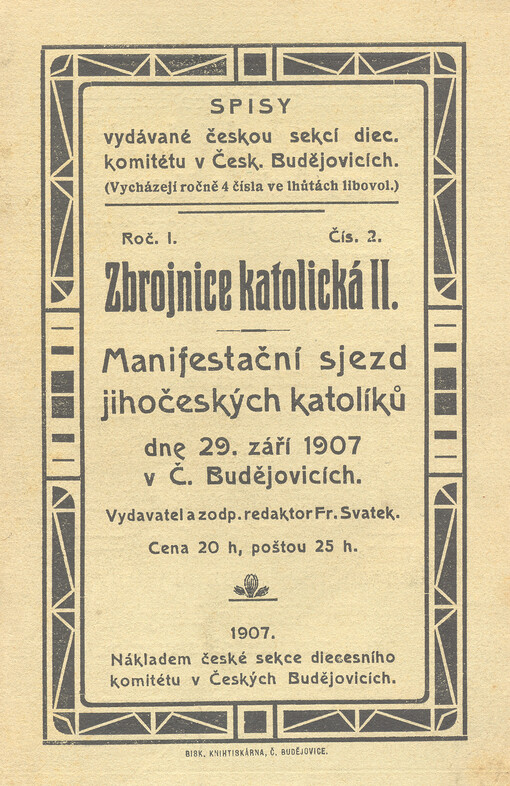 SPISY
vydávané českou sekcí diec.
komitétu v Česk. Budějovicích.
(Vycházejí ročně 4 čísla ve lhůtách libovol.)
Roč. I. Čís. 2.
Zbrojnice katolická II.
Manifestační sjezd
jihočeských katolíků
dne 29. září 1907
v Č. Budějovicích.
Vydavatel a zodp. redaktor Fr. Svatek.
Cena 20 h, poštou 25 h.
1907.
Nákladem české sekce diecesního
komitétu v Českých Budějovicích.
BISK. KNIHTISKÁRNA, Č. BUDĚJOVICE.